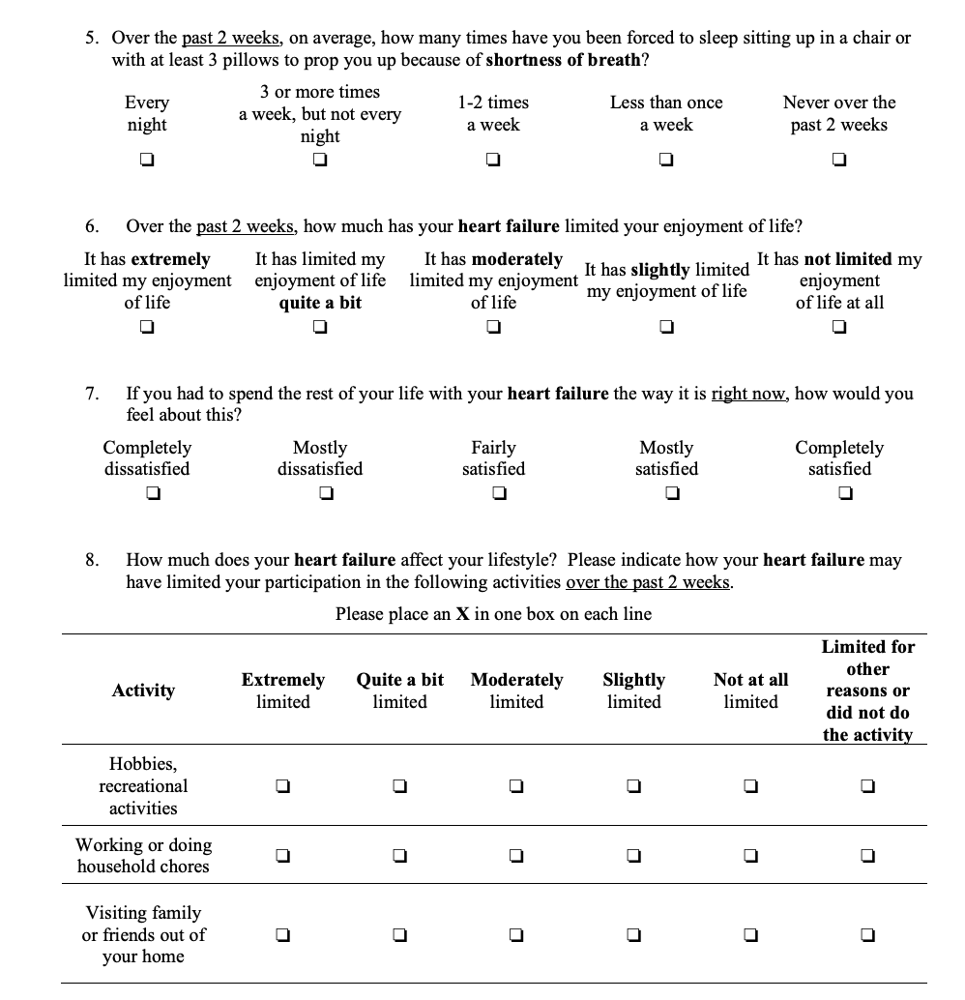 5. Over the past 2 weeks, on average, how many times have you been forced to sleep sitting up in a chair or
with at least 3 pillows to prop you up because of shortness of breath?
Every
night
3 or more times
a week, but not every
night
1-2 times
a week
Less than once
a week
Never over the
past 2 weeks
❏ ❏ ❏ ❏ ❏
6. Over the past 2 weeks, how much has your heart failure limited your enjoyment of life?
It has extremely
limited my enjoyment
of life
It has limited my
enjoyment of life
quite a bit
It has moderately
limited my enjoyment
of life
It has slightly limited
my enjoyment of life
It has not limited my
enjoyment
of life at all
❏ ❏ ❏ ❏ ❏
7. If you had to spend the rest of your life with your heart failure the way it is right now, how would you
feel about this?
Completely
dissatisfied
Mostly
dissatisfied
Fairly
satisfied
Mostly
satisfied
Completely
satisfied
❏ ❏ ❏ ❏ ❏
8. How much does your heart failure affect your lifestyle? Please indicate how your heart failure may
have limited your participation in the following activities over the past 2 weeks.
Please place an X in one box on each line
Activity
Extremely
limited
Quite a bit
limited
Moderately
limited
Slightly
limited
Not at all
limited
Limited for
other
reasons or
did not do
the activity
Hobbies,
recreational
activities
❏ ❏ ❏ ❏ ❏ ❏
Working or doing
household chores
❏ ❏ ❏ ❏ ❏ ❏
Visiting family
or friends out of
your home
❏ ❏ ❏ ❏ ❏ ❏